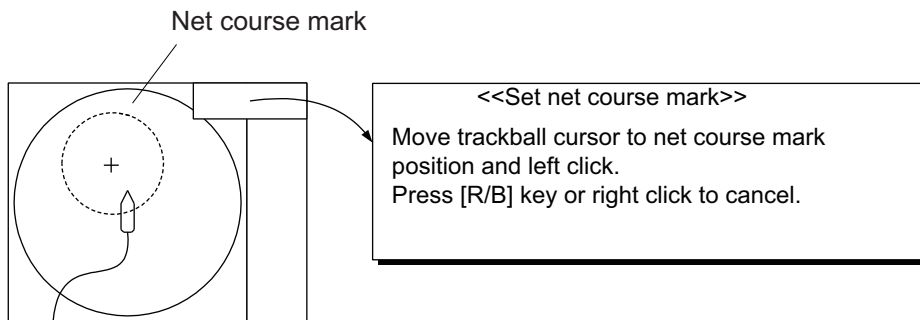 Net course mark
<<Set net course mark>>
Move trackball cursor to net course mark
position and left click.
Press [R/B] key or right click to cancel.